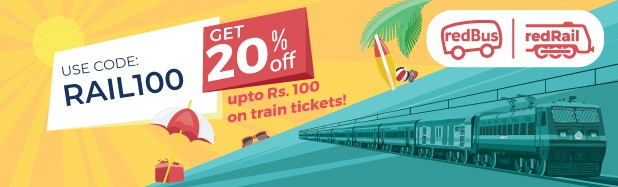 USE CODE:
RAIL100
GET
20% off
upto Rs. 100
on train tickets!
redBus
redRail